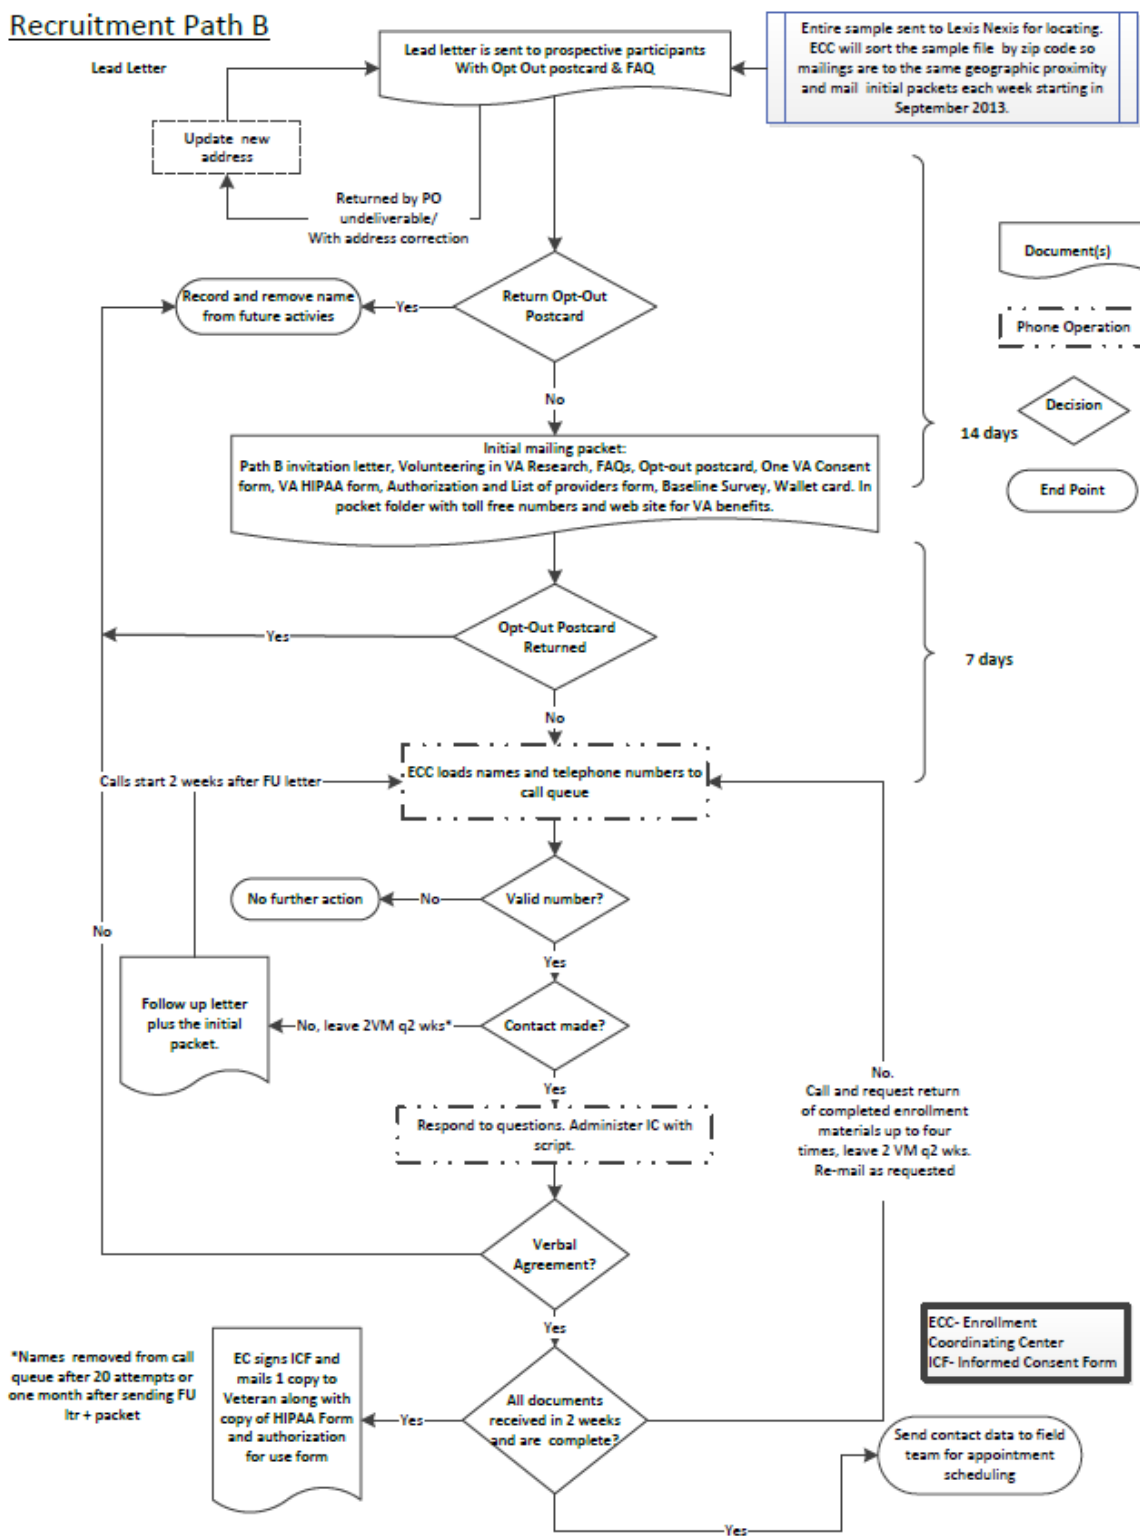 Recruitment Path B
Lead Letter
Lead letter is sent to prospective participants
With Opt Out postcard & FAQ
Entire sample sent to Lexis Nexis for locating.
ECC will sort the sample file by zip code so
mailings are to the same geographic proximity
and mail initial packets each week starting in
September 2013.
Update new
address
Returned by PO
undeliverable/
With address correction
Document(s)
Record and remove name
from future activies
Yes
Return Opt-Out
Postcard
Phone Operation
No
Decision
14 days
Initial mailing packet:
Path B invitation letter, Volunteering in VA Research, FAQs, Opt-out postcard, One VA Consent
form, VA HIPAA form, Authorization and List of providers form, Baseline Survey, Wallet card. In
pocket folder with toll free numbers and web site for VA benefits.
End Point
Yes
Opt-Out Postcard
Returned
7 days
No
Calls start 2 weeks after FU letter
ECC loads names and telephone numbers to
call queue
No further action
No
Valid number?
No
Yes
Follow up letter
plus the initial
packet.
No, leave 2VM q2 wks*
Contact made?
Yes
No.
Call and request return
of completed enrollment
materials up to four
times, leave 2 VM q2 wks.
Re-mail as requested
Respond to questions. Administer IC with
script.
Verbal
Agreement?
Yes
ECC- Enrollment
Coordinating Center
ICF- Informed Consent Form
*Names removed from call
queue after 20 attempts or
one month after sending FU
ltr + packet
EC signs ICF and
mails 1 copy to
Veteran along with
copy of HIPAA Form
and authorization
for use form
Yes
All documents
received in 2 weeks
and are complete?
Send contact data to field
team for appointment
scheduling
Yes